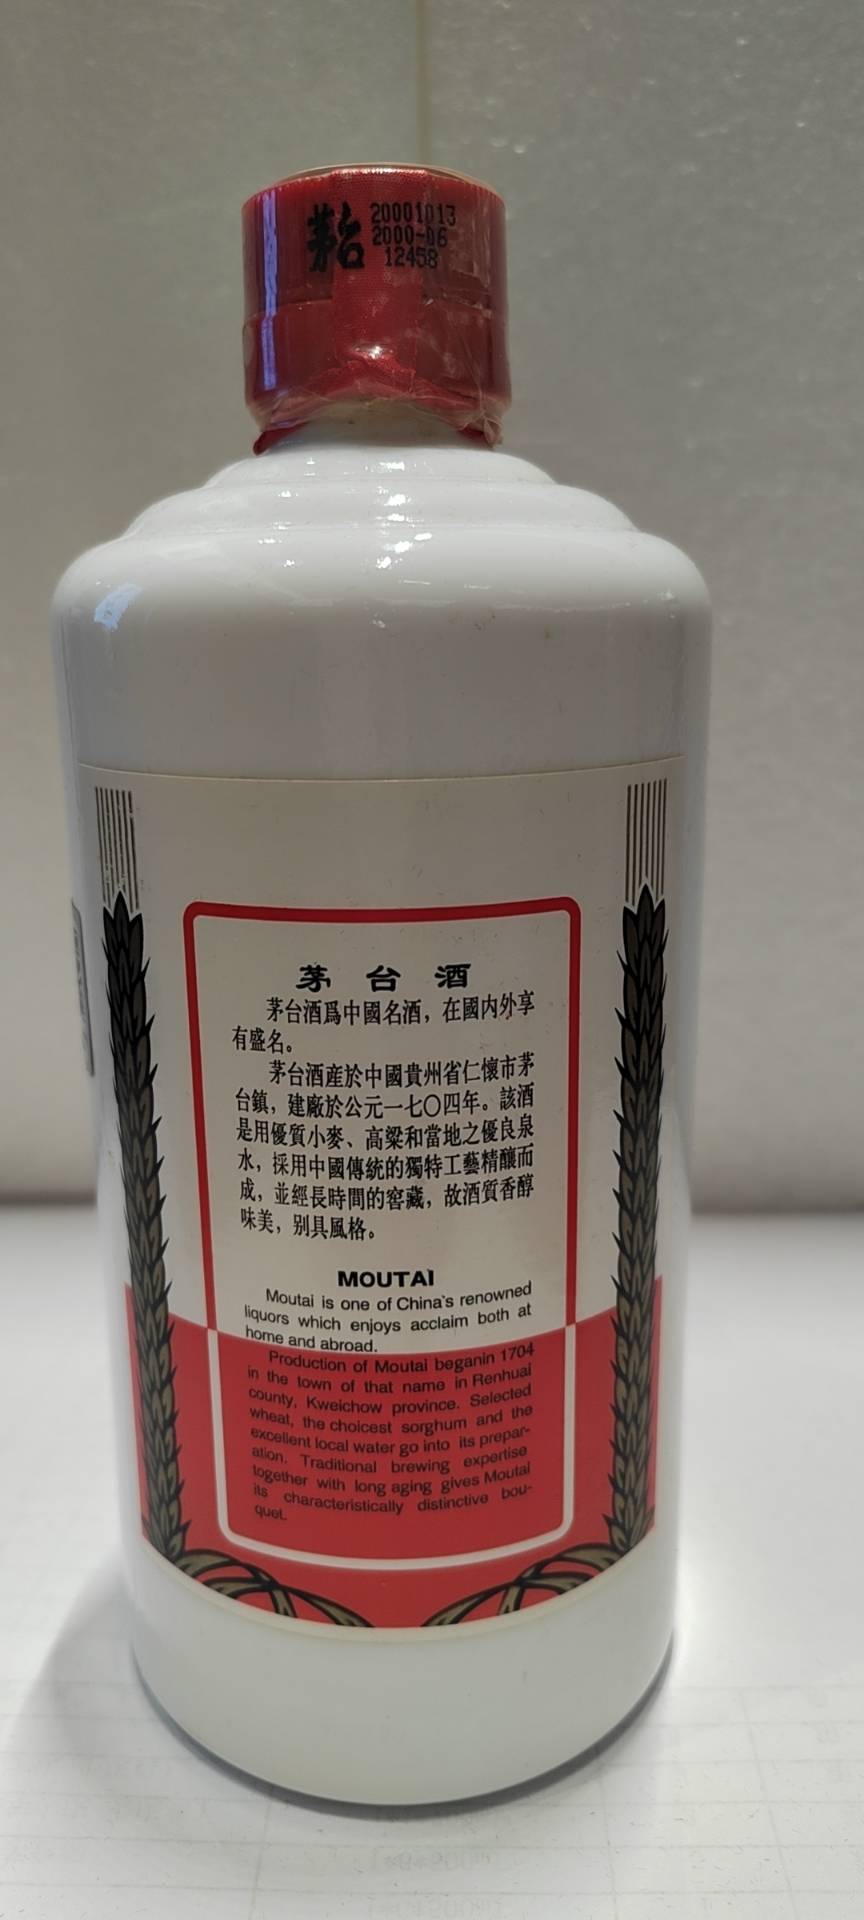 茅台
20001013
2000-06
12458
茅台酒
茅台酒爲中國名酒，在國内外享
有盛名。
茅台酒産於中國貴州省仁懷市茅
台鎮，建廠於公元一七〇四年。該酒
是用優質小麥、高粱和當地之優良泉
水，採用中國傳統的獨特工藝精釀而
成，並經長時間的窖藏，故酒質香醇
味美，别具風格。
MOUTAI
Moutai is one of China's renowned
liquors which enjoys acclaim both at
home and abroad.
Production of Moutai beganin 1704
in the town of that name in Renhuai
county, Kweichow province. Selected
wheat, the choicest sorghum and the
excellent local water go into its prepar-
ation. Traditional brewing expertise
together with long aging gives Moutai
its characteristically distinctive bou-
quet.